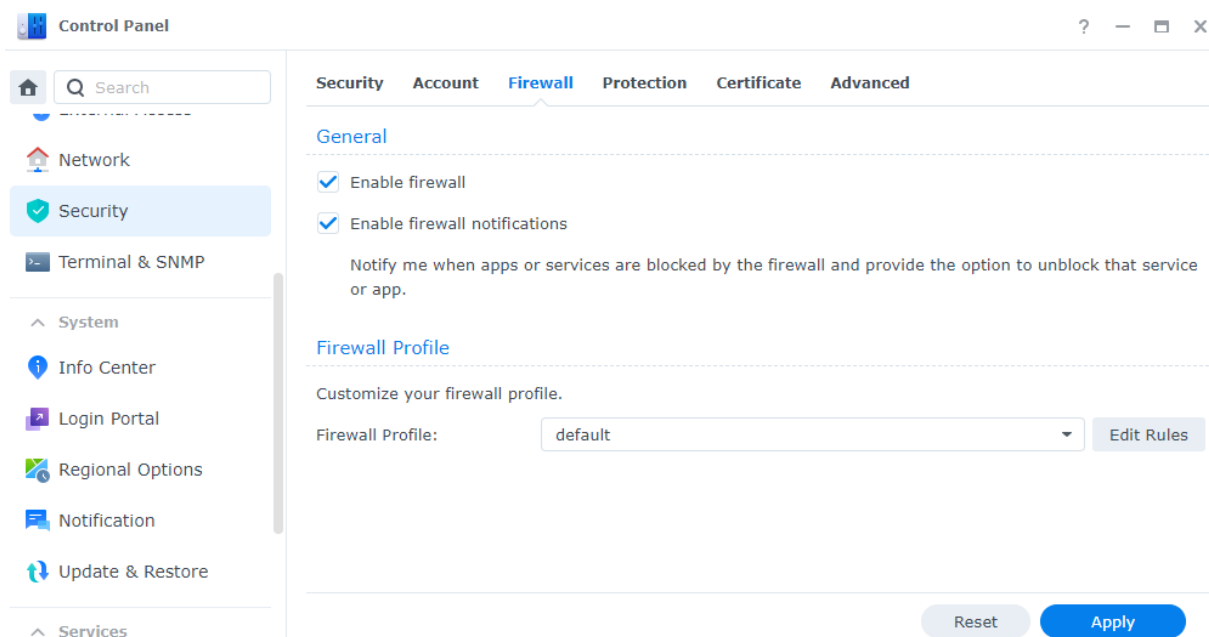 Control Panel
Search
External Access
Network
Security
Terminal & SNMP
System
Info Center
Login Portal
Regional Options
Notification
Update & Restore
Services
Security Account Firewall Protection Certificate Advanced
General
Enable firewall
Enable firewall notifications
Notify me when apps or services are blocked by the firewall and provide the option to unblock that service
or app.
Firewall Profile
Customize your firewall profile.
Firewall Profile: default Edit Rules
Reset Apply